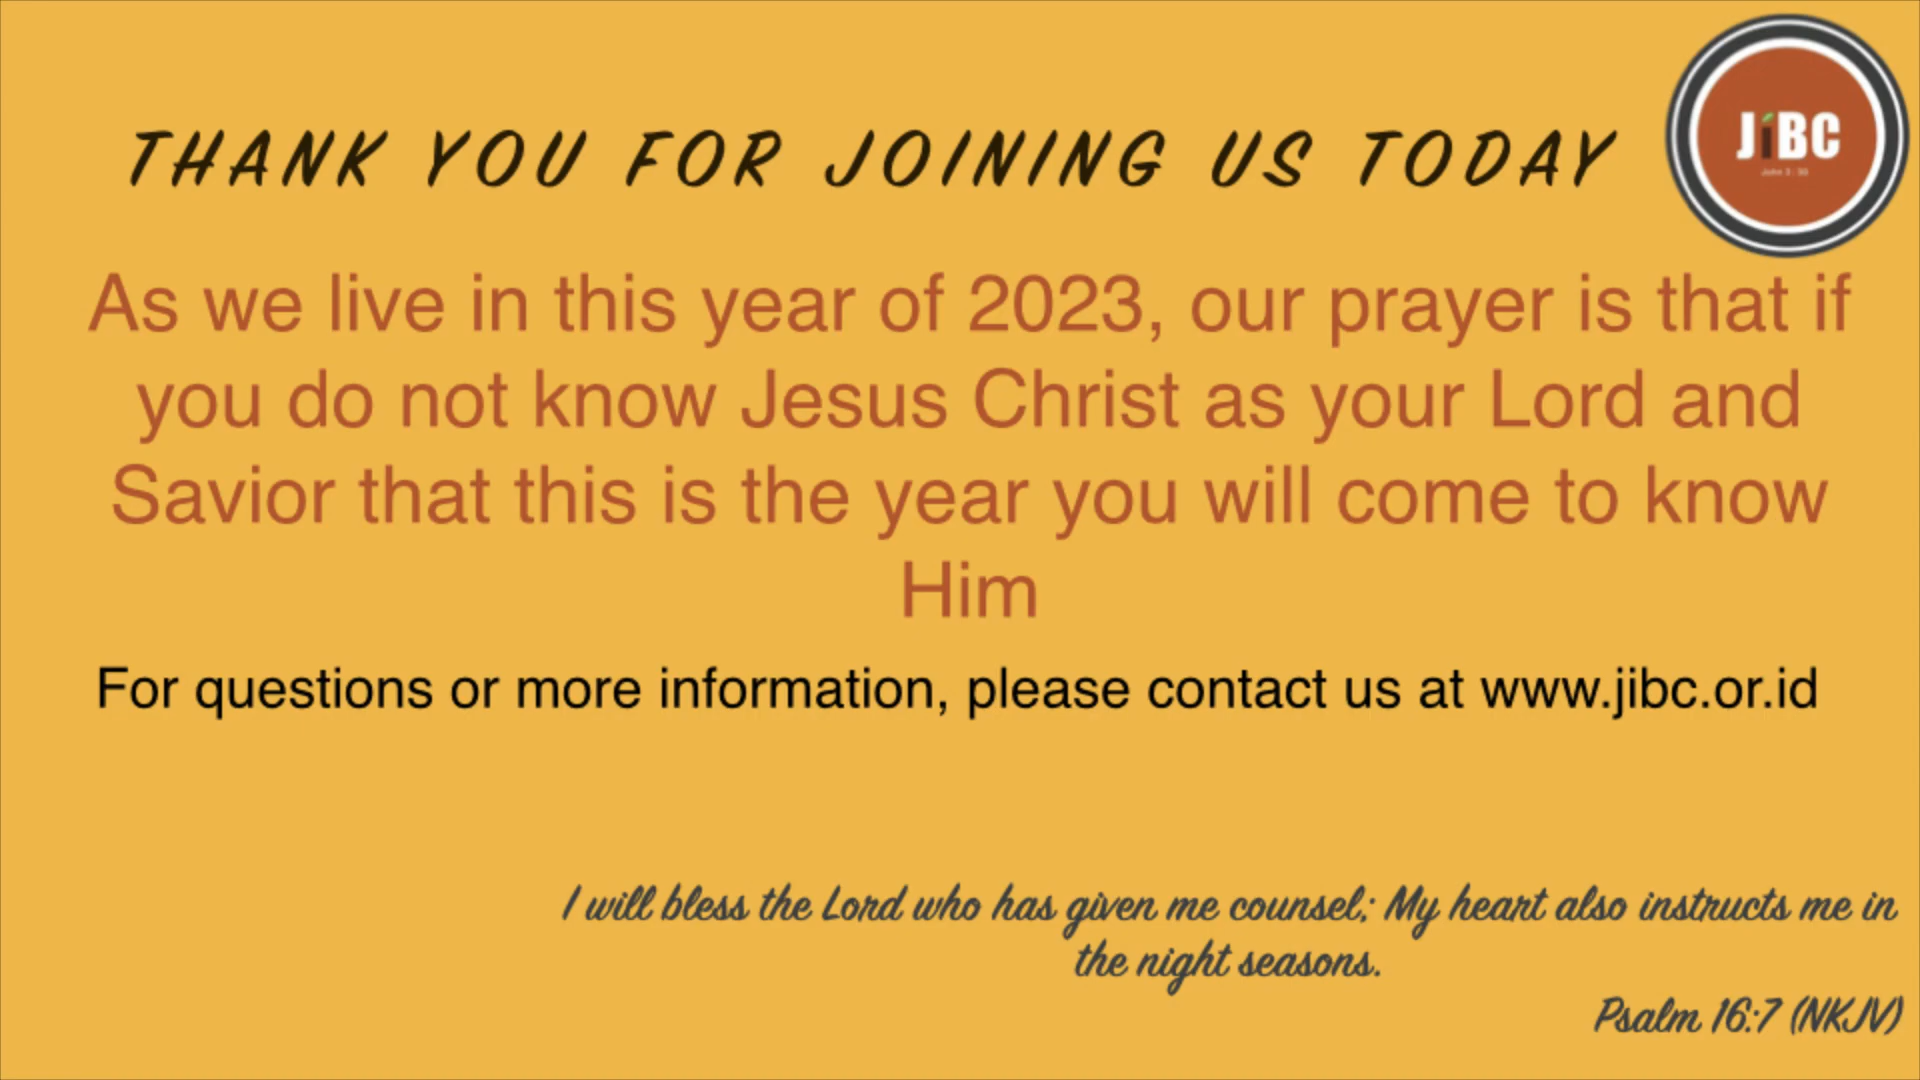 THANK YOU FOR JOINING US TODAY
JiBC
John 3:30
As we live in this year of 2023, our prayer is that if
you do not know Jesus Christ as your Lord and
Savior that this is the year you will come to know
Him
For questions or more information, please contact us at www.jibc.or.id
I will bless the Lord who has given me counsel; My heart also instructs me in
the night seasons.
Psalm 16:7 (NKJV)